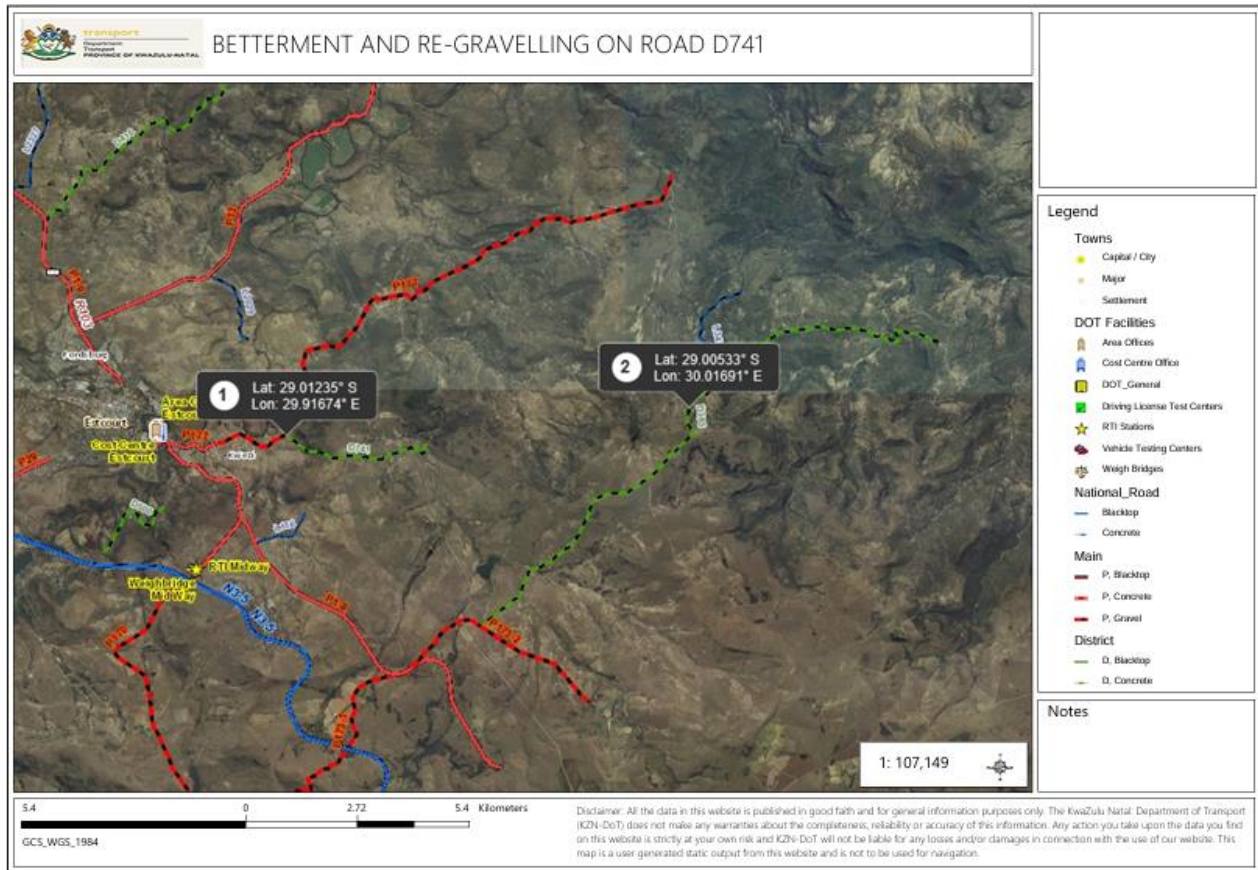 transport
Department:
Transport
PROVINCE OF KWAZULU-NATAL
BETTERMENT AND RE-GRAVELLING ON ROAD D741
R103
Fordsburg
1
Lat: 29.01235° S
Lon: 29.91674° E
2
Lat: 29.00533° S
Lon: 30.01691° E
Estcourt
Cost Centre
Estcourt
D741
P29
RTI Midway
Weighbridge
Mid Way
N3-5 N3-5
1: 107,149
Legend
Towns
Capital / City
Major
Settlement
DOT Facilities
Area Offices
Cost Centre Office
DOT_General
Driving License Test Centers
RTI Stations
Vehicle Testing Centers
Weigh Bridges
National_Road
Blacktop
Concrete
Main
P, Blacktop
P, Concrete
P, Gravel
District
D, Blacktop
D, Concrete
Notes
5.4 0 2.72 5.4 Kilometers
GCS_WGS_1984
Disclaimer: All the data in this website is published in good faith and for general information purposes only. The KwaZulu Natal: Department of Transport
(KZN-DoT) does not make any warranties about the completeness, reliability or accuracy of this information. Any action you take upon the data you find
on this website is strictly at your own risk and KZN-DoT will not be liable for any losses and/or damages in connection with the use of our website. This
map is a user generated static output from this website and is not to be used for navigation.